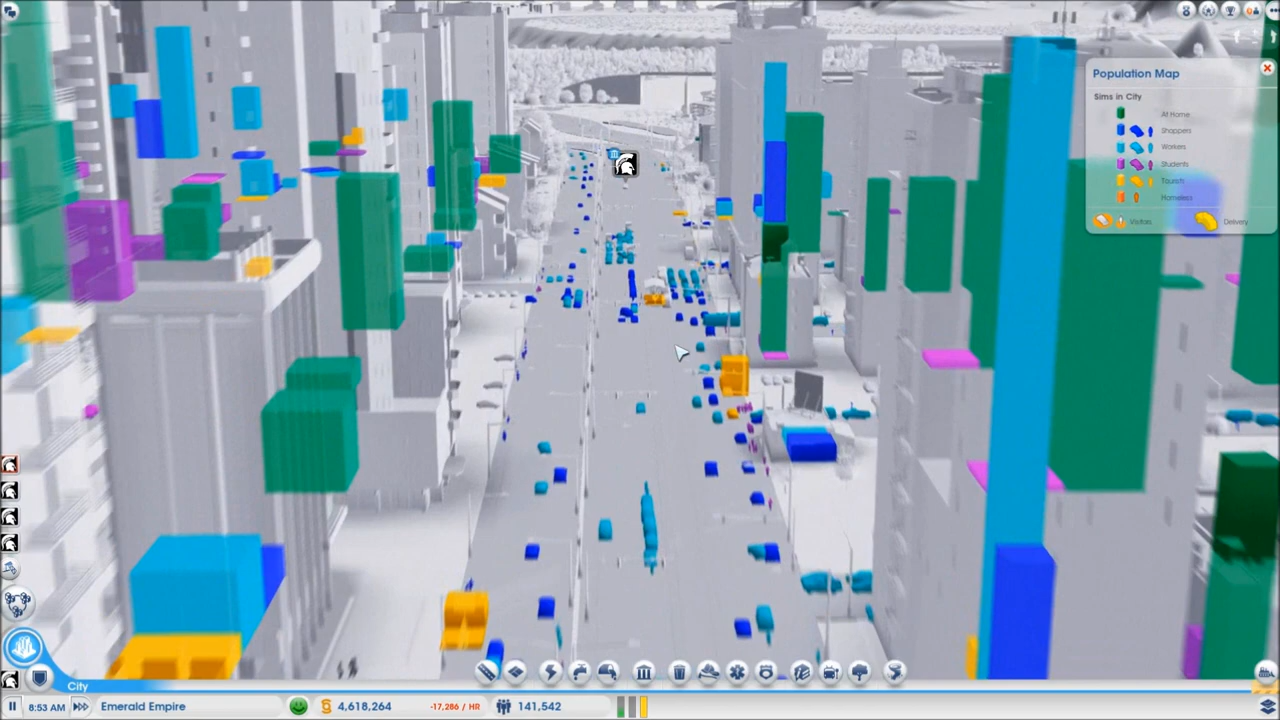 Population Map
Sims in City
At Home
Shoppers
Workers
Students
Tourists
Homeless
Visitors
Delivery
City
8:53 AM
Emerald Empire
4,618,264
-17,286 / HR
141,542